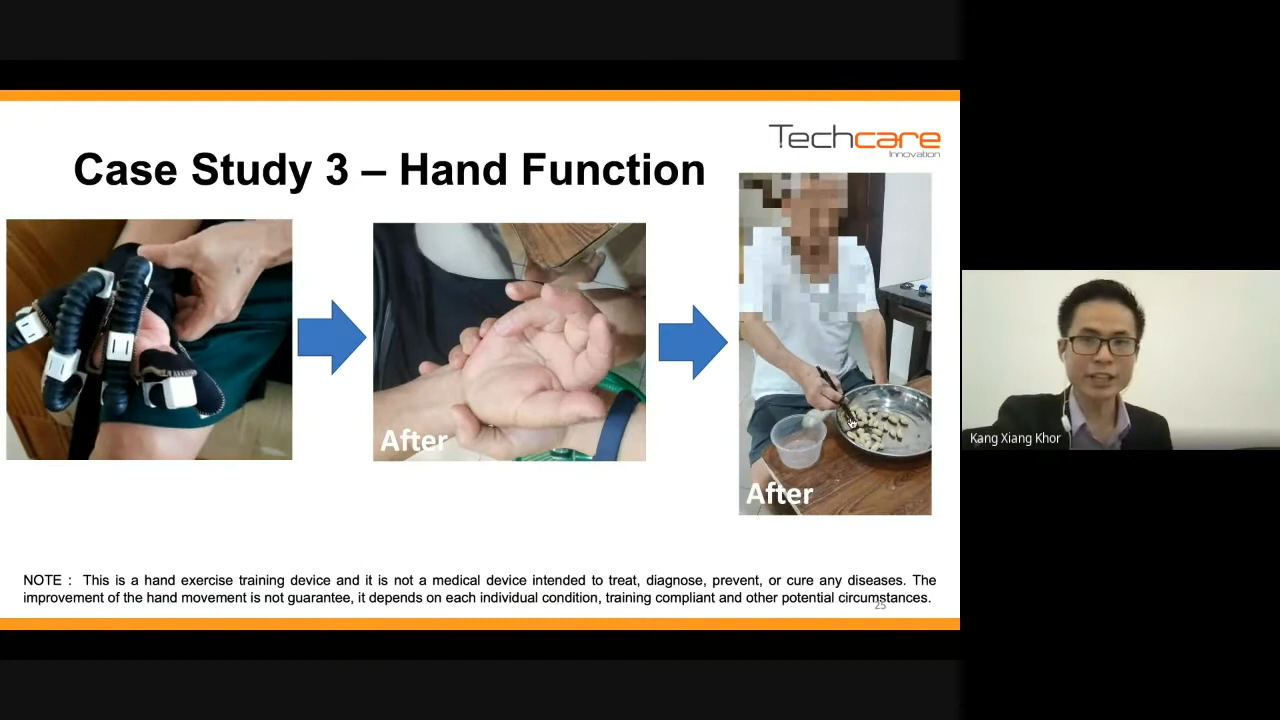 Techcare
Innovation
Case Study 3 – Hand Function
After
After
Kang Xiang Khor
NOTE : This is a hand exercise training device and it is not a medical device intended to treat, diagnose, prevent, or cure any diseases. The
improvement of the hand movement is not guarantee, it depends on each individual condition, training compliant and other potential circumstances.
25